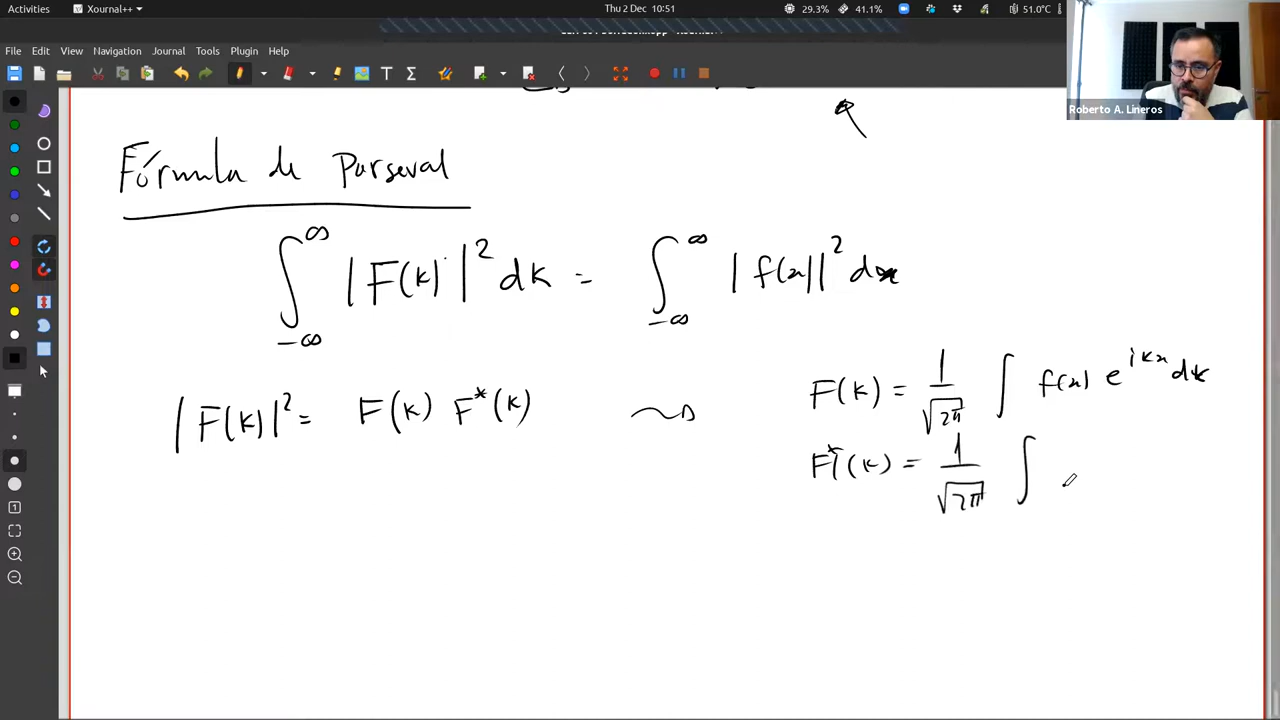 Activities Xournal++ Thu 2 Dec 10:51 29.3% 41.1% 51.0°C
File Edit View Navigation Journal Tools Plugin Help
Roberto A. Lineros
Fórmula de Parseval
∫_{-∞}^{∞} |F(k)|² dk = ∫_{-∞}^{∞} |f(x)|² dx
F(k) = 1/√2π ∫ f(x) e^{ikx} dx
|F(k)|² = F(k) F*(k)
F*(k) = 1/√2π ∫